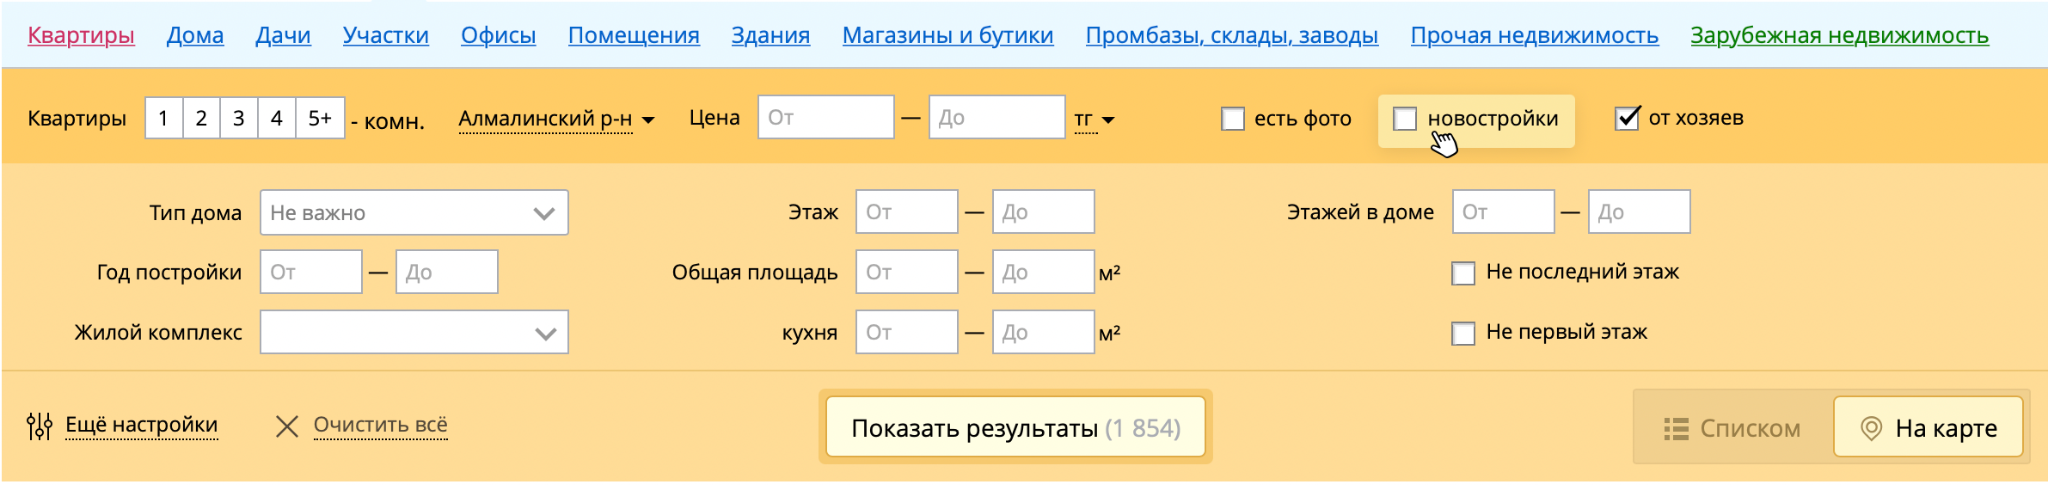 Квартиры Дома Дачи Участки Офисы Помещения Здания Магазины и бутики Промбазы, склады, заводы Прочая недвижимость Зарубежная недвижимость
Квартиры 1 2 3 4 5+ - комн. Алмалинский р-н Цена От — До тг есть фото новостройки от хозяев
Тип дома Не важно Этаж От — До Этажей в доме От — До
Год постройки От — До Общая площадь От — До м² Не последний этаж
Жилой комплекс кухня От — До м² Не первый этаж
Ещё настройки Очистить всё Показать результаты (1 854) Списком На карте